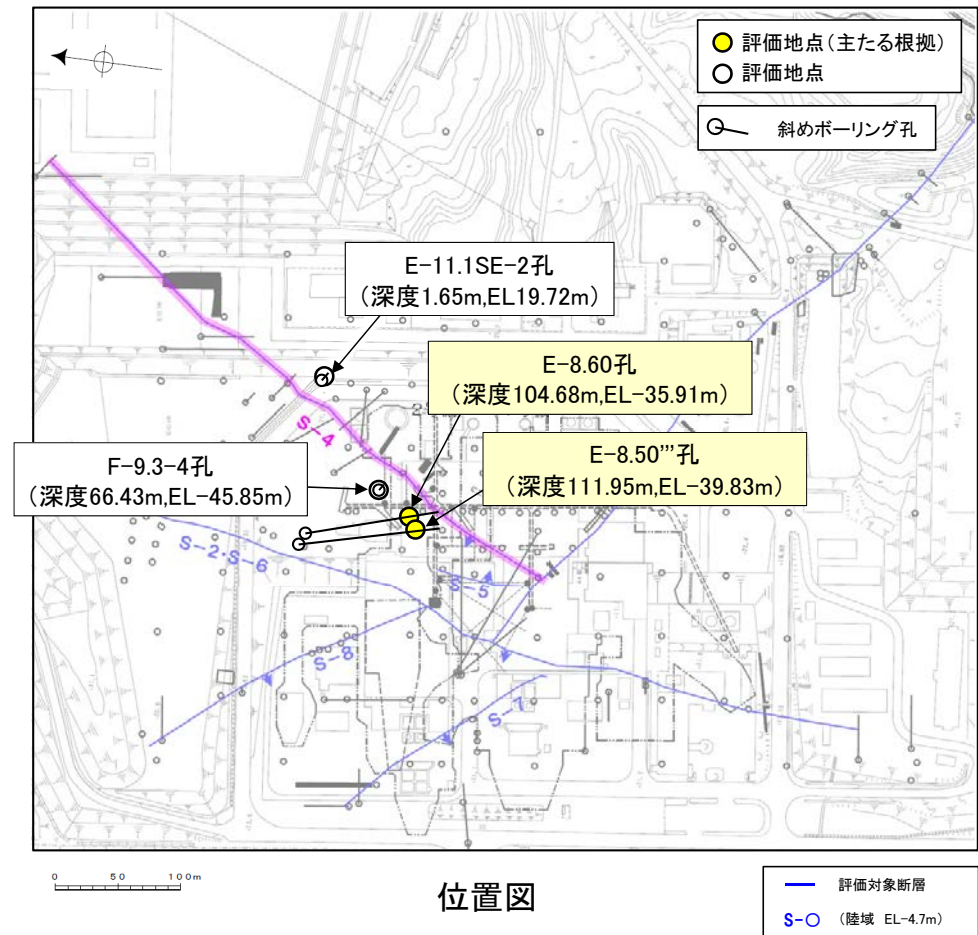 評価地点(主たる根拠)
評価地点
斜めボーリング孔
E-11.1SE-2孔
(深度1.65m,EL19.72m)
E-8.60孔
(深度104.68m,EL-35.91m)
S-4
E-8.50'''孔
(深度111.95m,EL-39.83m)
F-9.3-4孔
(深度66.43m,EL-45.85m)
S-2・S-6
S-5
S-8
S-7
0 50 100m
位置図
評価対象断層
S-○ (陸域 EL-4.7m)